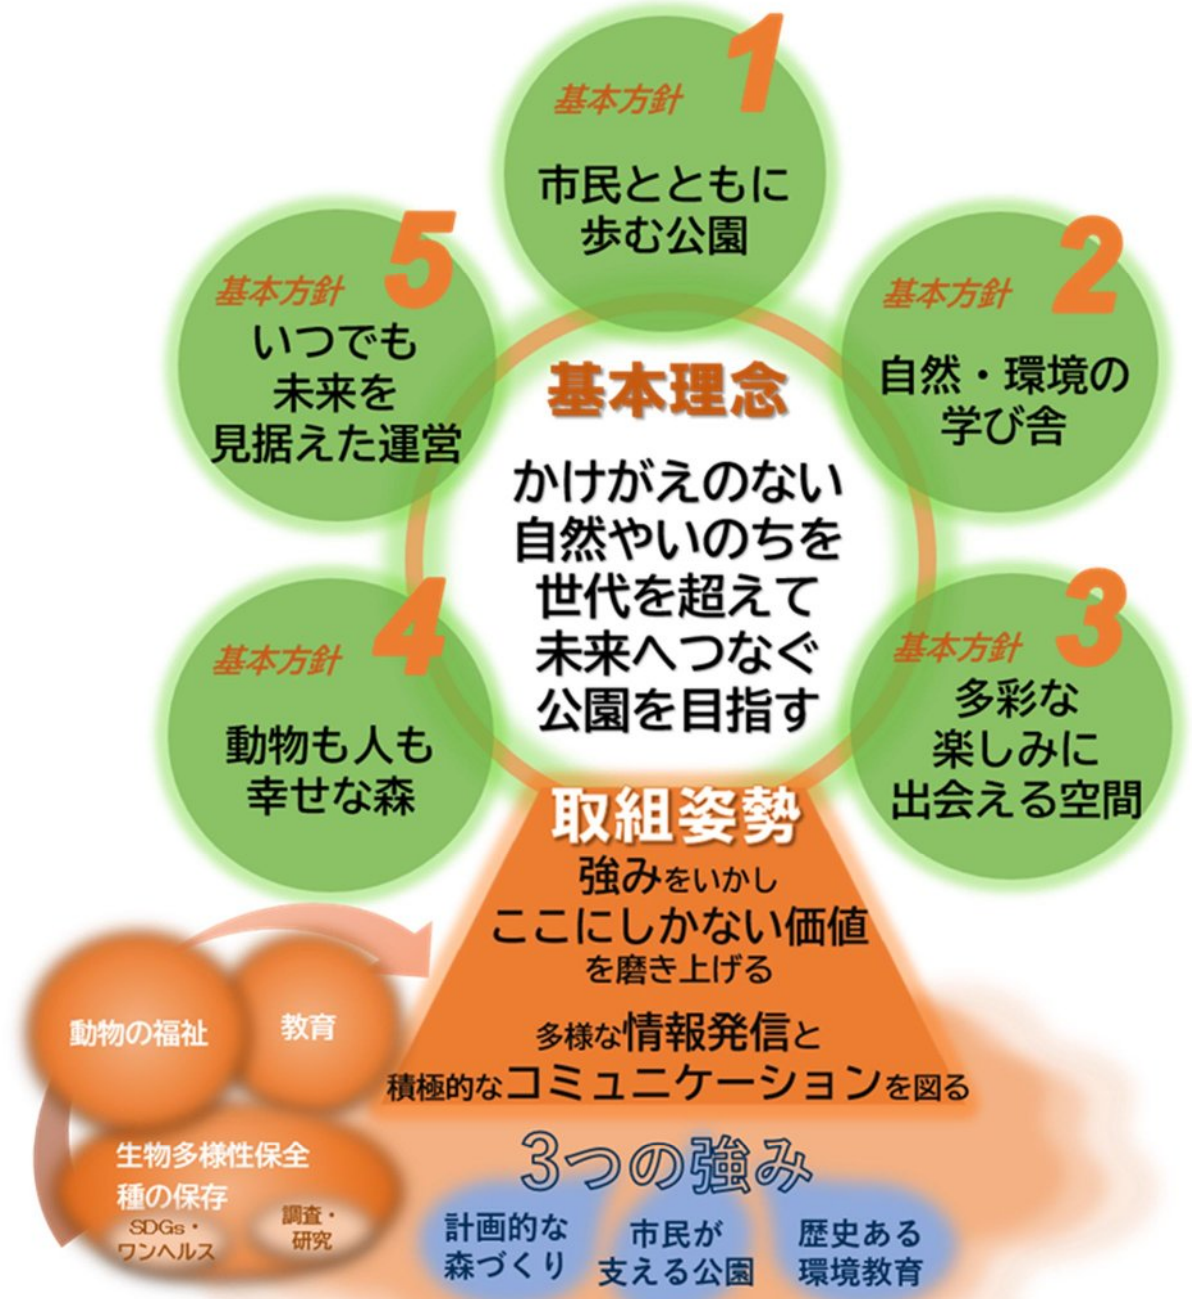 基本方針 1
市民とともに
歩む公園
基本方針 2
自然・環境の
学び舎
基本方針 3
多彩な
楽しみに
出会える空間
基本方針 4
動物も人も
幸せな森
基本方針 5
いつでも
未来を
見据えた運営
基本理念
かけがえのない
自然やいのちを
世代を超えて
未来へつなぐ
公園を目指す
取組姿勢
強みをいかし
ここにしかない価値
を磨き上げる
多様な情報発信と
積極的なコミュニケーションを図る
動物の福祉
教育
生物多様性保全
種の保存
SDGs・
ワンヘルス
調査・
研究
3つの強み
計画的な
森づくり
市民が
支える公園
歴史ある
環境教育